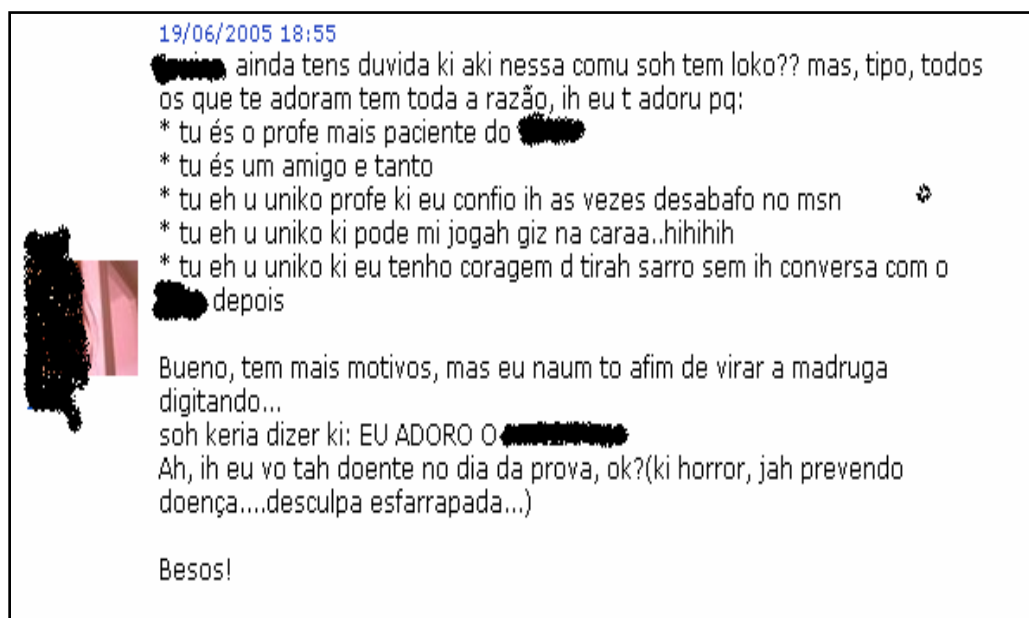 19/06/2005 18:55
ainda tens duvida ki aki nessa comu soh tem loko?? mas, tipo, todos
os que te adoram tem toda a razão, ih eu t adoru pq:
* tu és o profe mais paciente do
* tu és um amigo e tanto
* tu eh u uniko profe ki eu confio ih as vezes desabafo no msn
* tu eh u uniko ki pode mi jogah giz na caraa..hihihih
* tu eh u uniko ki eu tenho coragem d tirah sarro sem ih conversa com o
depois
Bueno, tem mais motivos, mas eu naum to afim de virar a madruga
digitando...
soh keria dizer ki: EU ADORO O
Ah, ih eu vo tah doente no dia da prova, ok?(ki horror, jah prevendo
doença....desculpa esfarrapada...)
Besos!